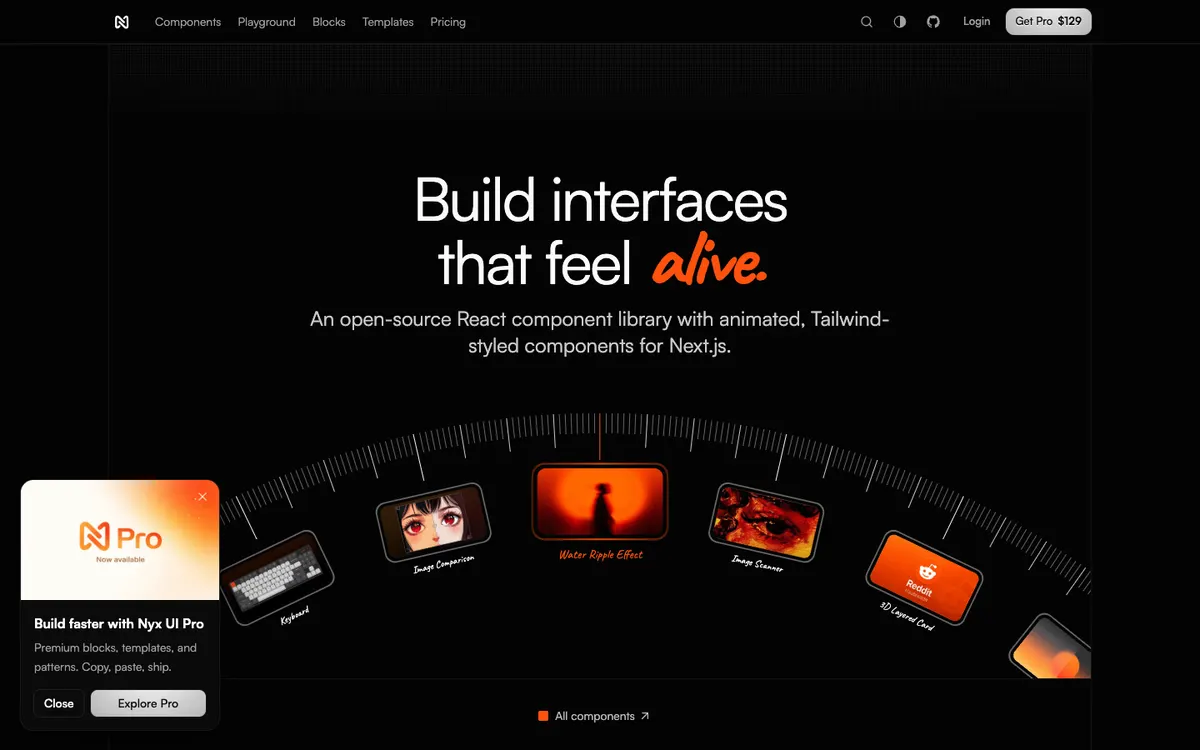 Components Playground Blocks Templates Pricing
Login
Get Pro $129
Build interfaces
that feel alive.
An open-source React component library with animated, Tailwind-
styled components for Next.js.
Keyboard
Image Comparison
Water Ripple Effect
Image Scanner
Reddit
3D Layered Card
Pro
Now available
Build faster with Nyx UI Pro
Premium blocks, templates, and
patterns. Copy, paste, ship.
Close
Explore Pro
All components